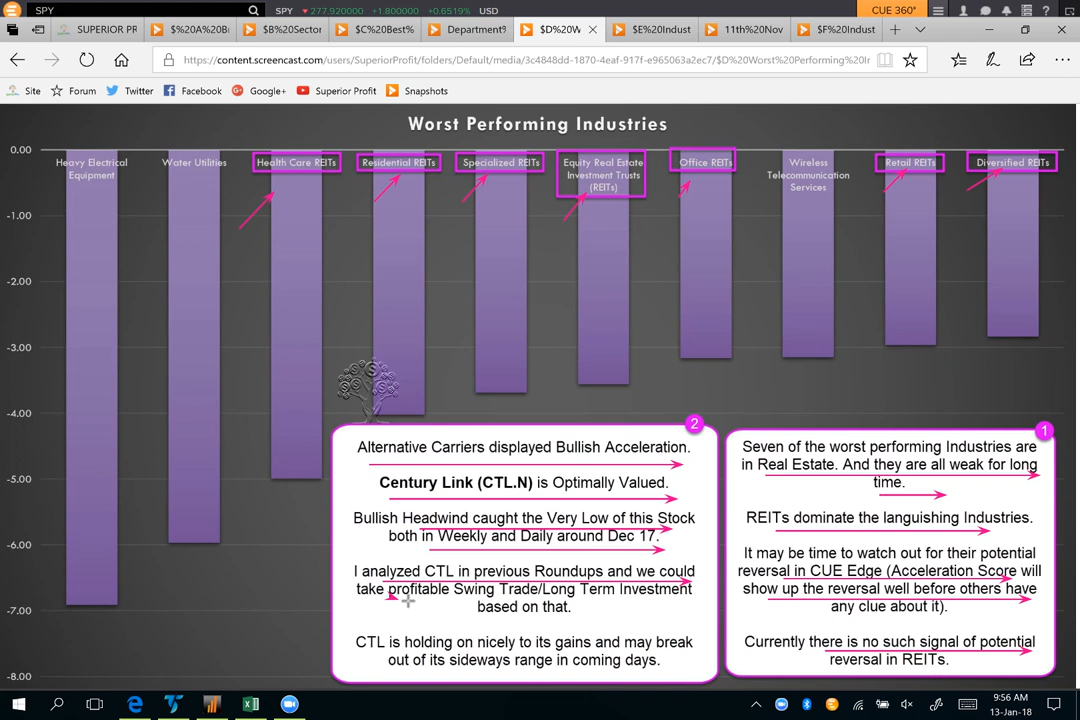 SPY
SPY ▼ 277.920000 +1.800000 +0.6519% USD
CUE 360°
SUPERIOR PR
$%20A%20B
$B%20Sector
$C%20Best%
Department9
$D%20W
$E%20Indust
11th%20Nov
$F%20Indust
https://content.screencast.com/users/SuperiorProfit/folders/Default/media/3c4848dd-1870-4eaf-917f-e965063a2ec7/$D%20Worst%20Performing%20Ir
Site
Forum
Twitter
Facebook
Google+
Superior Profit
Snapshots
Worst Performing Industries
0.00
-1.00
-2.00
-3.00
-4.00
-5.00
-6.00
-7.00
-8.00
Heavy Electrical
Equipment
Water Utilities
Health Care REITs
Residential REITs
Specialized REITs
Equity Real Estate
Investment Trusts
(REITs)
Office REITs
Wireless
Telecommunication
Services
Retail REITs
Diversified REITs
2
Alternative Carriers displayed Bullish Acceleration.
Century Link (CTL.N) is Optimally Valued.
Bullish Headwind caught the Very Low of this Stock
both in Weekly and Daily around Dec 17.
I analyzed CTL in previous Roundups and we could
take profitable Swing Trade/Long Term Investment
based on that.
CTL is holding on nicely to its gains and may break
out of its sideways range in coming days.
1
Seven of the worst performing Industries are
in Real Estate. And they are all weak for long
time.
REITs dominate the languishing Industries.
It may be time to watch out for their potential
reversal in CUE Edge (Acceleration Score will
show up the reversal well before others have
any clue about it).
Currently there is no such signal of potential
reversal in REITs.
9:56 AM
13-Jan-18